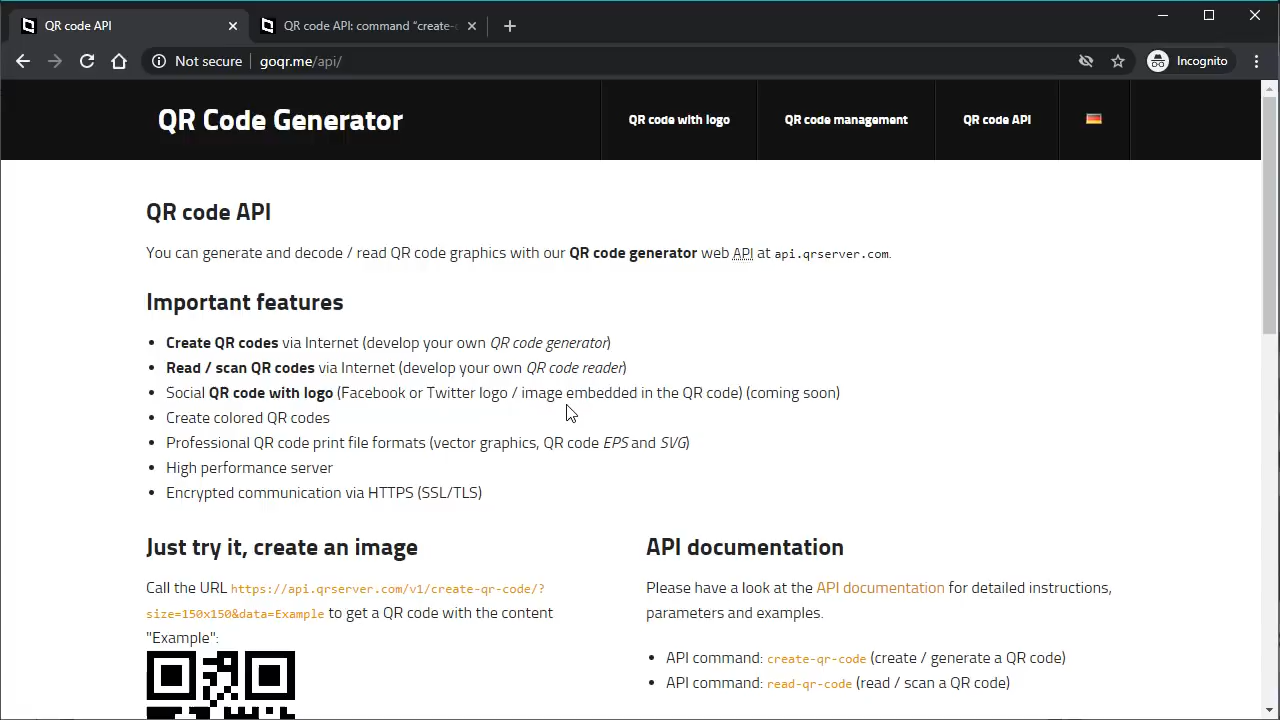 QR code API
QR code API: command "create-
Not secure
goqr.me/api/
Incognito
QR Code Generator
QR code with logo
QR code management
QR code API
QR code API
You can generate and decode / read QR code graphics with our QR code generator web API at api.qrserver.com.
Important features
• Create QR codes via Internet (develop your own QR code generator)
• Read / scan QR codes via Internet (develop your own QR code reader)
• Social QR code with logo (Facebook or Twitter logo / image embedded in the QR code) (coming soon)
• Create colored QR codes
• Professional QR code print file formats (vector graphics, QR code EPS and SVG)
• High performance server
• Encrypted communication via HTTPS (SSL/TLS)
Just try it, create an image
Call the URL https://api.qrserver.com/v1/create-qr-code/?
size=150x150&data=Example to get a QR code with the content
"Example":
API documentation
Please have a look at the API documentation for detailed instructions,
parameters and examples.
• API command: create-qr-code (create / generate a QR code)
• API command: read-qr-code (read / scan a QR code)